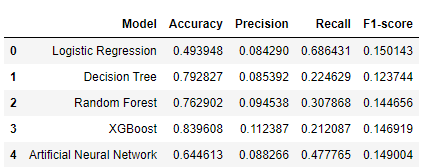 Model Accuracy Precision Recall F1-score
0 Logistic Regression 0.493948 0.084290 0.686431 0.150143
1 Decision Tree 0.792827 0.085392 0.224629 0.123744
2 Random Forest 0.762902 0.094538 0.307868 0.144656
3 XGBoost 0.839608 0.112387 0.212087 0.146919
4 Artificial Neural Network 0.644613 0.088266 0.477765 0.149004